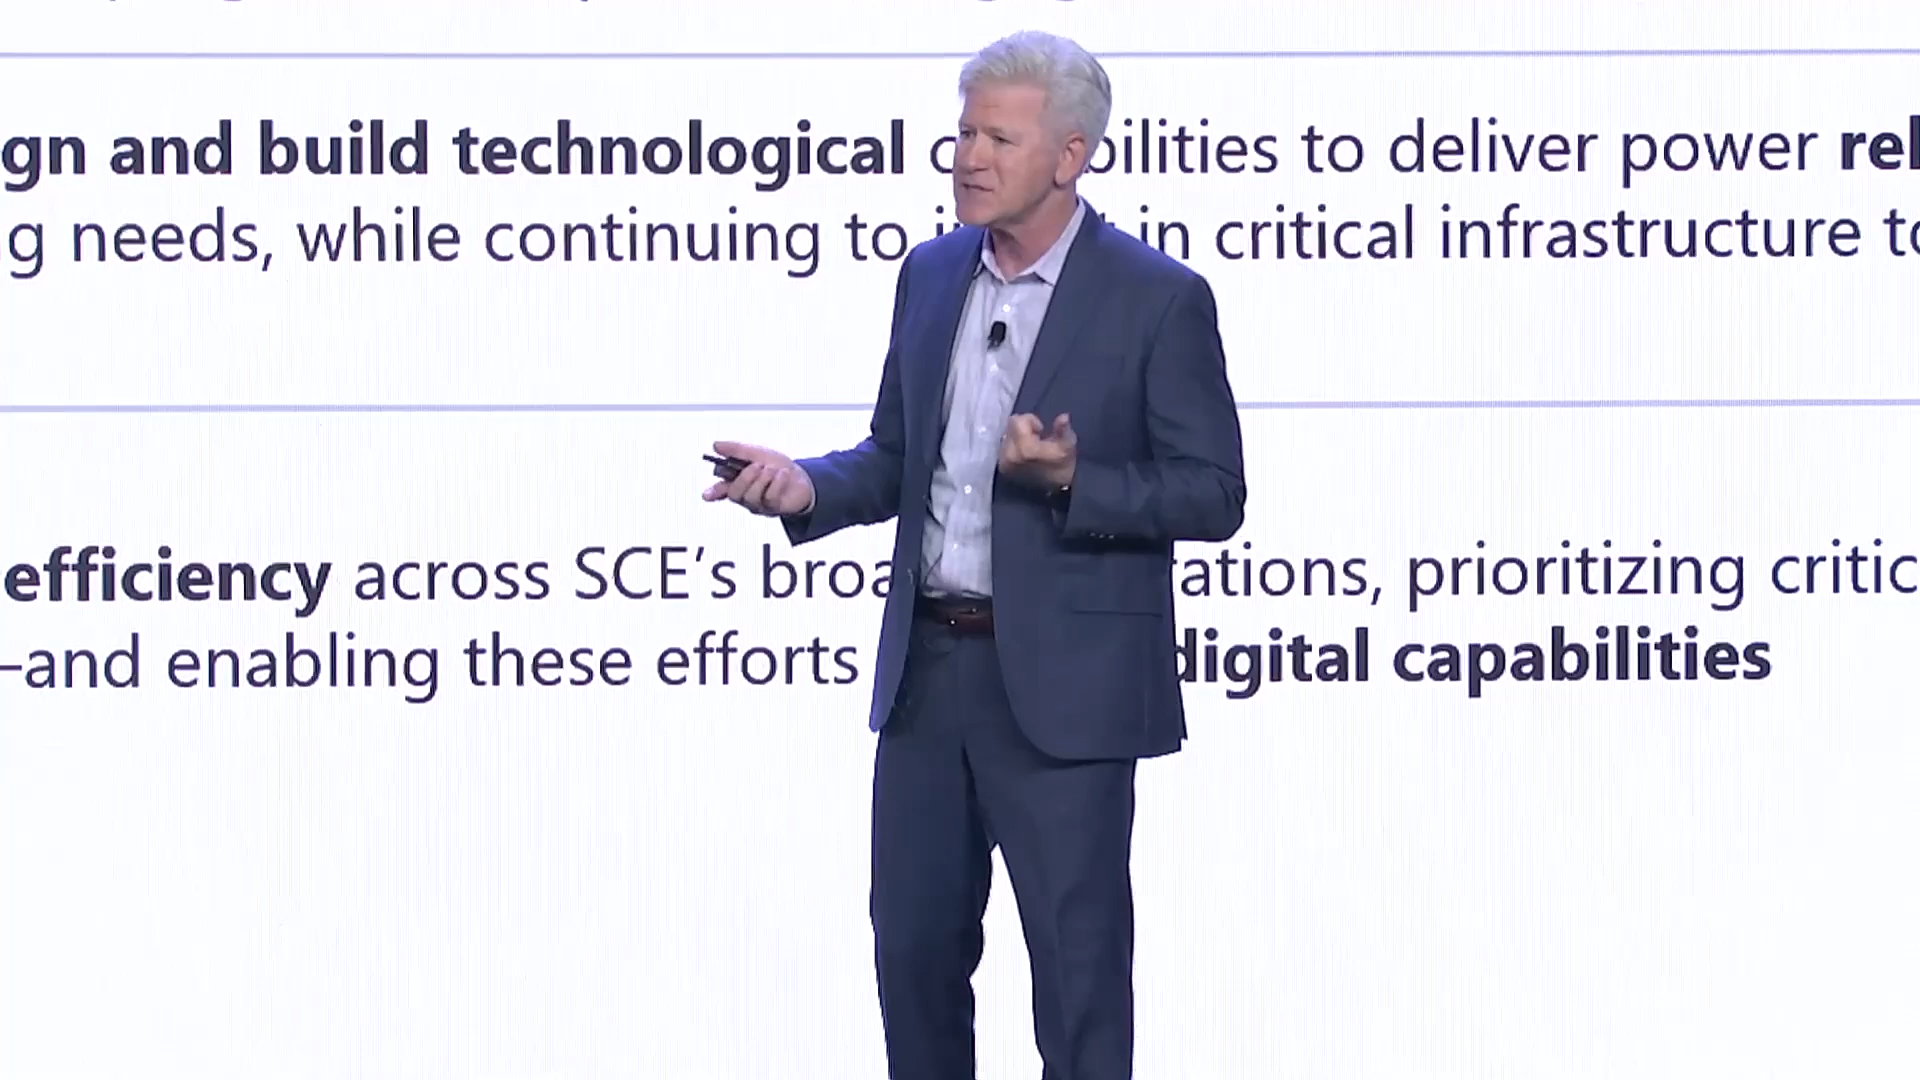 gn and build technological c bilities to deliver power rel
g needs, while continuing to in critical infrastructure to
efficiency across SCE's broa rations, prioritizing critic
–and enabling these efforts digital capabilities